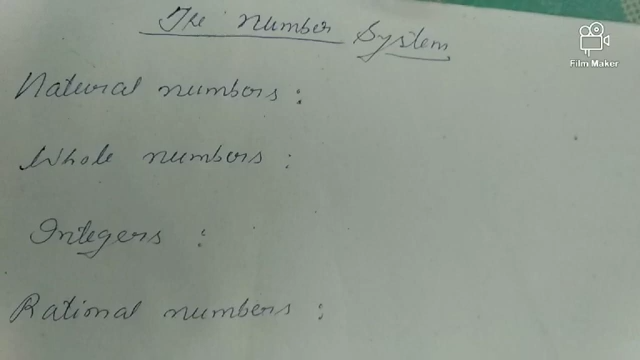 The Number System
Film Maker
Natural numbers :
Whole numbers :
Integers :
Rational numbers :